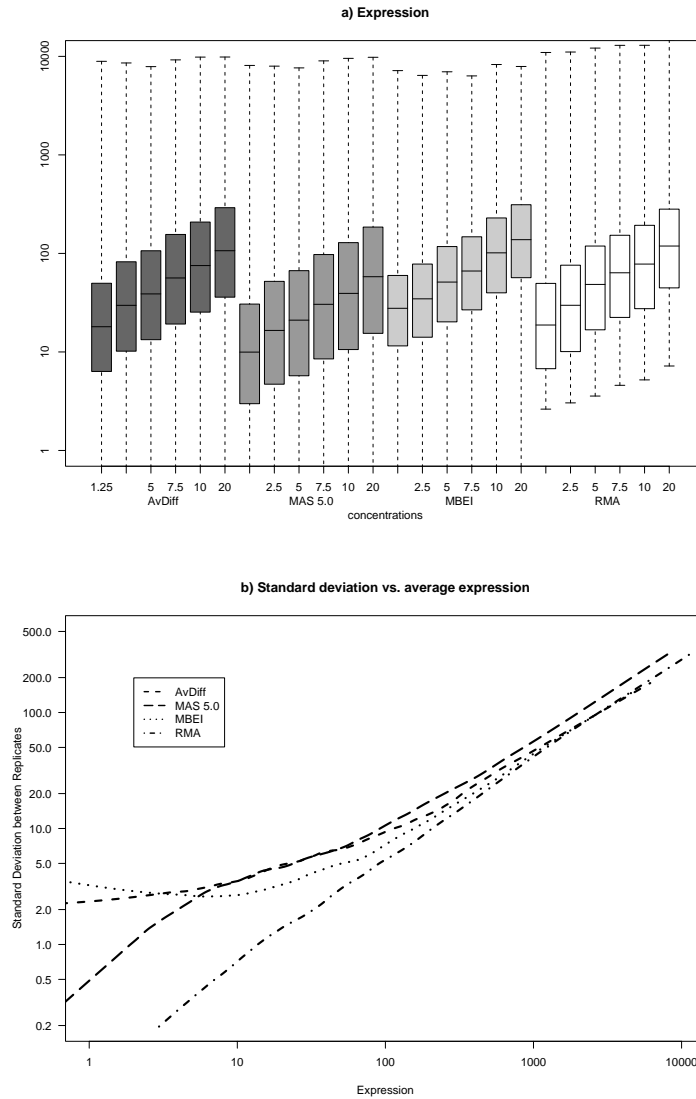 a) Expression
10000
1000
100
10
1
1.25 5 7.5 10 20 2.5 5 7.5 10 20 2.5 5 7.5 10 20 2.5 5 7.5 10 20
AvDiff MAS 5.0 MBEI RMA
concentrations
b) Standard deviation vs. average expression
Standard Deviation between Replicates
500.0
200.0
100.0
50.0
20.0
10.0
5.0
2.0
1.0
0.5
0.2
AvDiff
MAS 5.0
MBEI
RMA
1 10 100 1000 10000
Expression